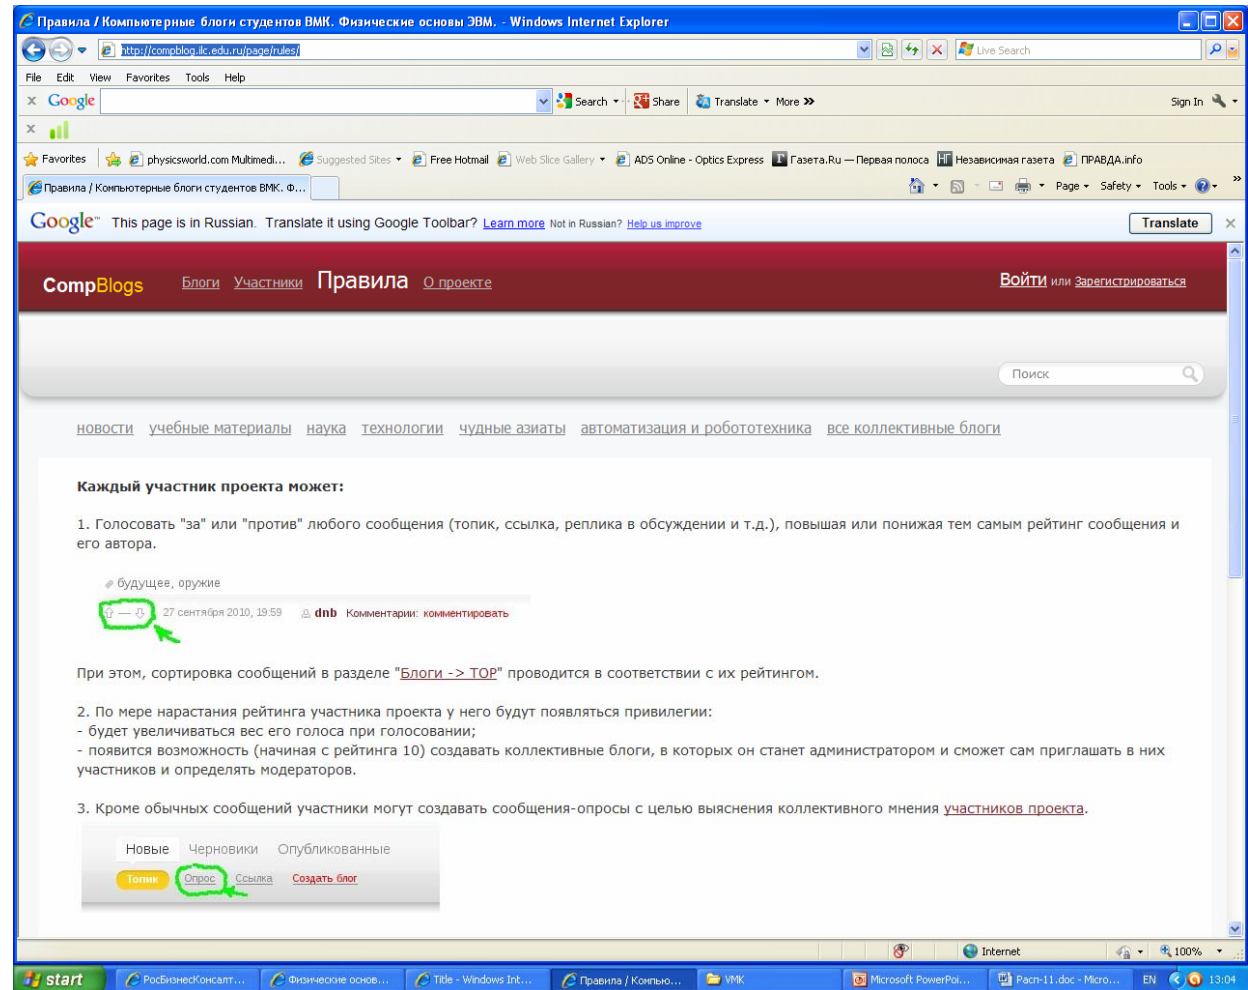 Правила / Компьютерные блоги студентов ВМК. Физические основы ЭВМ. - Windows Internet Explorer
http://compblog.ilc.edu.ru/page/rules/
Live Search
File Edit View Favorites Tools Help
Google Search Share Translate More Sign In
Favorites physicsworld.com Multimedi... Suggested Sites Free Hotmail Web Slice Gallery ADS Online - Optics Express Газета.Ru — Первая полоса НГ Независимая газета ПРАВДА.info
Правила / Компьютерные блоги студентов ВМК. Ф... Page Safety Tools
Google™ This page is in Russian. Translate it using Google Toolbar? Learn more Not in Russian? Help us improve Translate
CompBlogs Блоги Участники Правила О проекте Войти или Зарегистрироваться
Поиск
новости учебные материалы наука технологии чудные азиаты автоматизация и робототехника все коллективные блоги
Каждый участник проекта может:
1. Голосовать "за" или "против" любого сообщения (топик, ссылка, реплика в обсуждении и т.д.), повышая или понижая тем самым рейтинг сообщения и
его автора.
будущее, оружие
27 сентября 2010, 19:59 dnb Комментарии: комментировать
При этом, сортировка сообщений в разделе "Блоги -> TOP" проводится в соответствии с их рейтингом.
2. По мере нарастания рейтинга участника проекта у него будут появляться привилегии:
- будет увеличиваться вес его голоса при голосовании;
- появится возможность (начиная с рейтинга 10) создавать коллективные блоги, в которых он станет администратором и сможет сам приглашать в них
участников и определять модераторов.
3. Кроме обычных сообщений участники могут создавать сообщения-опросы с целью выяснения коллективного мнения участников проекта.
Новые Черновики Опубликованные
Топик Опрос Ссылка Создать блог
Internet 100%
start РосБизнесКонсалт... Физические основ... Title - Windows Int... Правила / Компью... VMK Microsoft PowerPoi... Расп-11.doc - Micro... EN 13:04